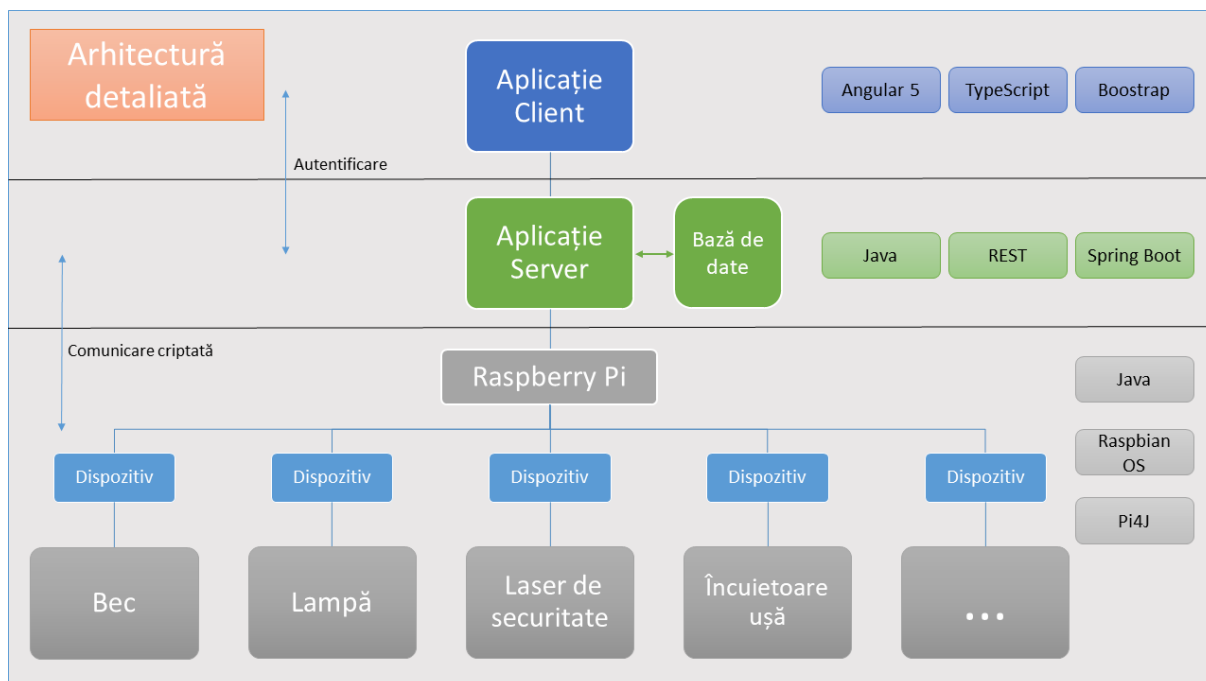 Arhitectură
detaliată
Aplicație
Client
Angular 5
TypeScript
Boostrap
Autentificare
Aplicație
Server
Bază de
date
Java
REST
Spring Boot
Comunicare criptată
Raspberry Pi
Java
Raspbian
OS
Pi4J
Dispozitiv
Dispozitiv
Dispozitiv
Dispozitiv
Dispozitiv
Bec
Lampă
Laser de
securitate
Încuietoare
ușă
...